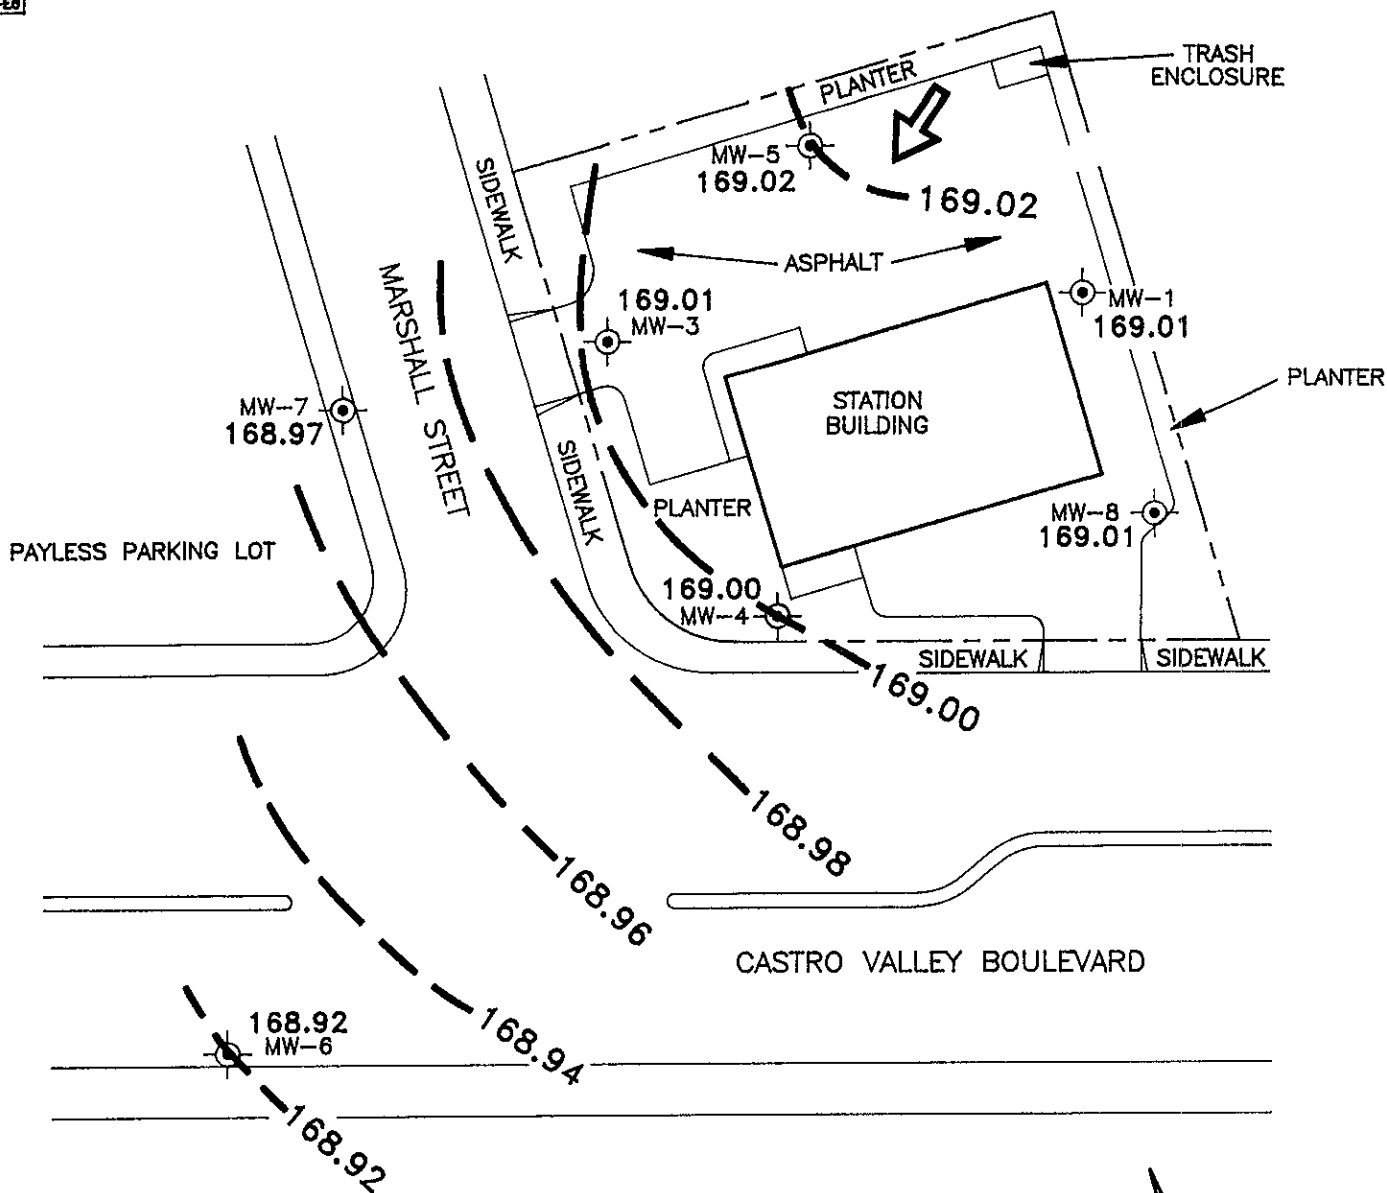 TRASH
ENCLOSURE
PLANTER
MW-5
169.02
169.02
SIDEWALK
ASPHALT
MARSHALL STREET
169.01
MW-3
MW-1
169.01
PLANTER
MW-7
168.97
STATION
BUILDING
SIDEWALK
PLANTER
MW-8
169.01
PAYLESS PARKING LOT
169.00
MW-4
SIDEWALK
SIDEWALK
169.00
168.98
168.96
CASTRO VALLEY BOULEVARD
168.92
MW-6
168.94
168.92